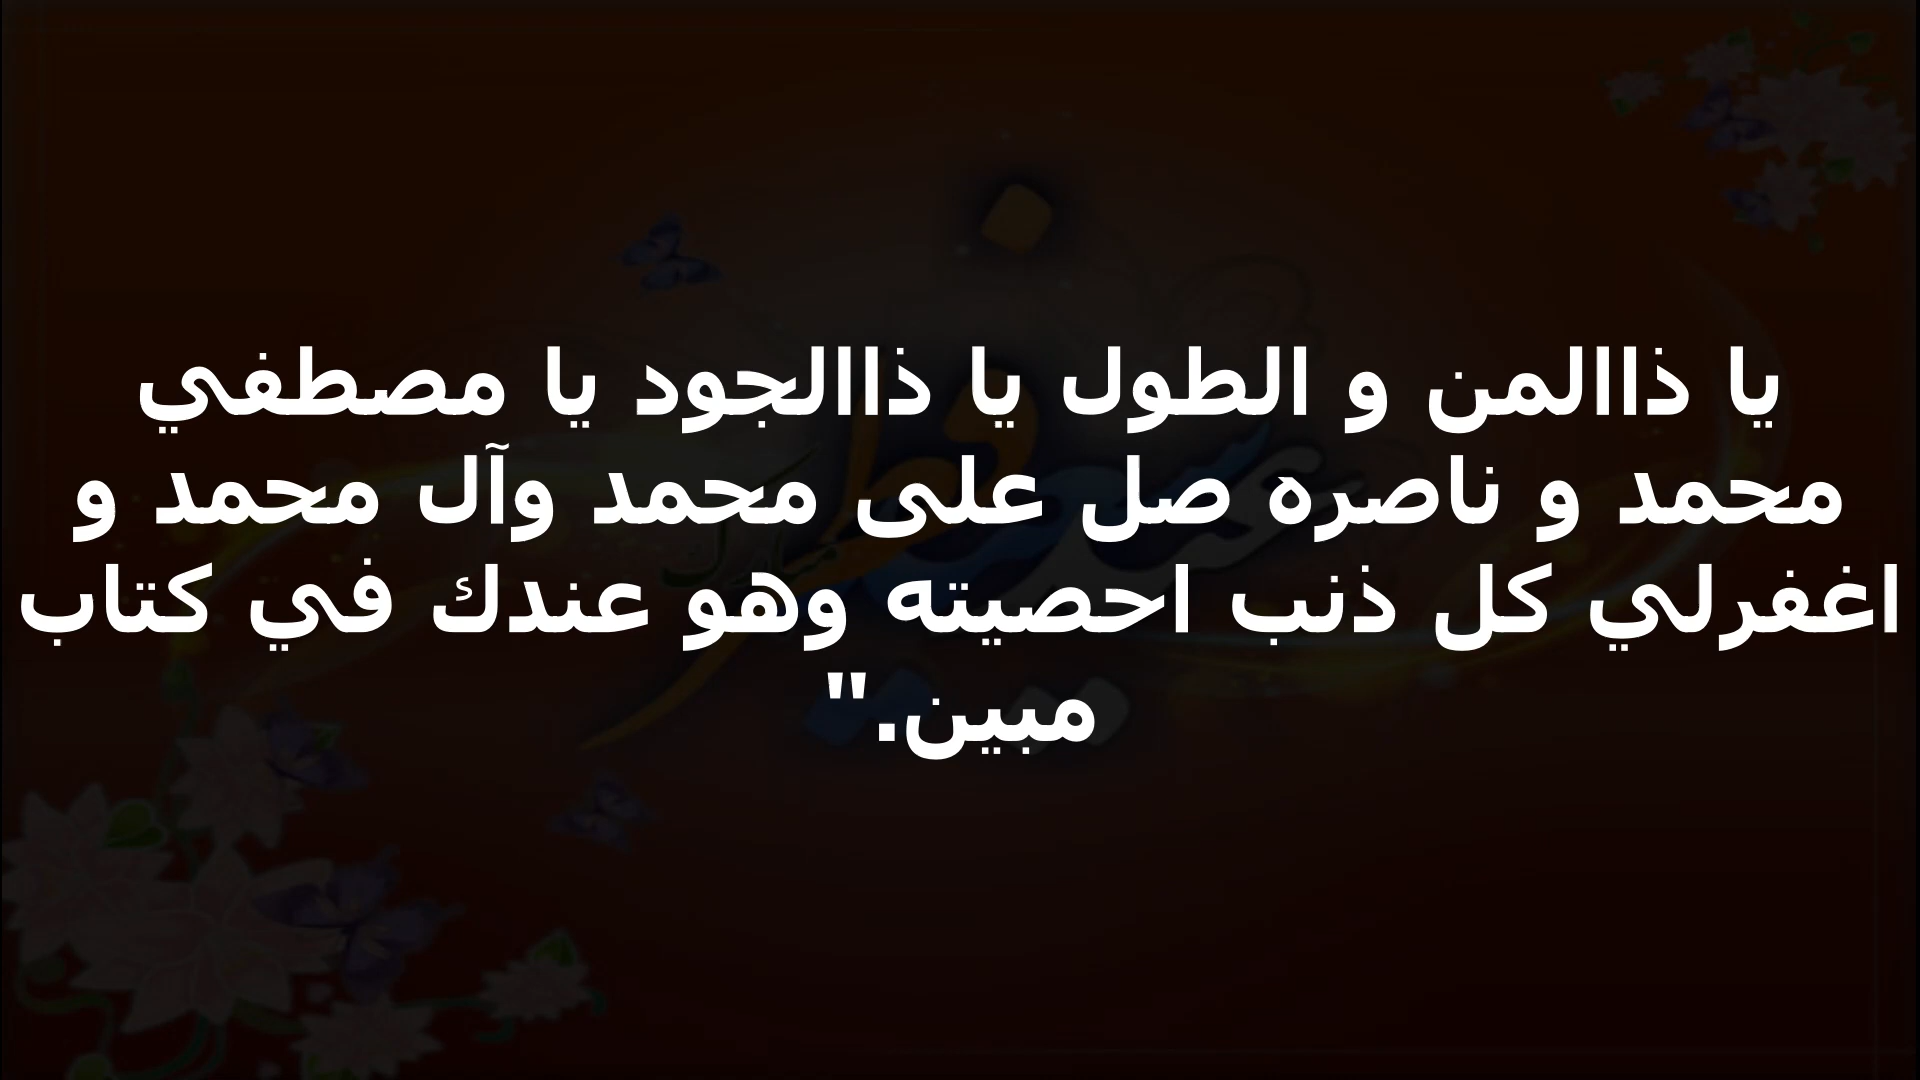 يا ذاالمن و الطول يا ذاالجود يا مصطفي
محمد و ناصره صل على محمد وآل محمد و
اغفرلي كل ذنب احصيته وهو عندك في كتاب
مبين."